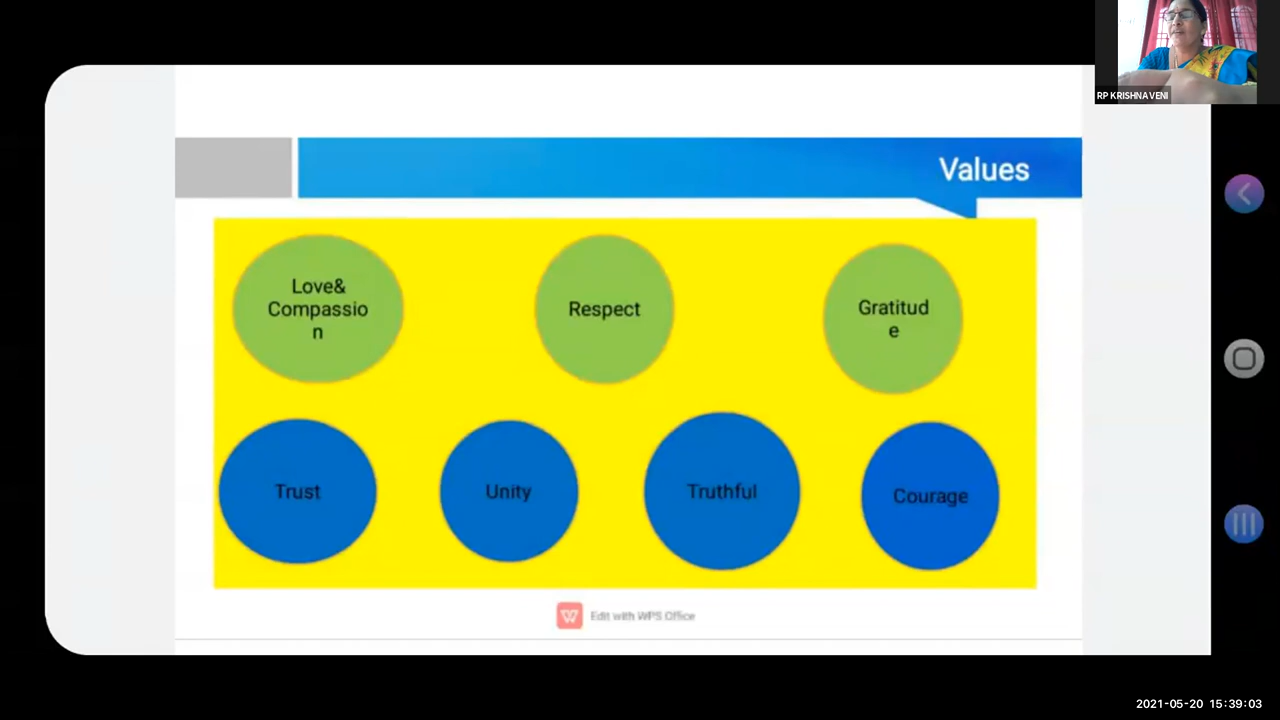 RP KRISHNAVENI
Values
Love&
Compassio
n
Respect
Gratitud
e
Trust
Unity
Truthful
Courage
Edit with WPS Office
2021-05-20 15:39:03